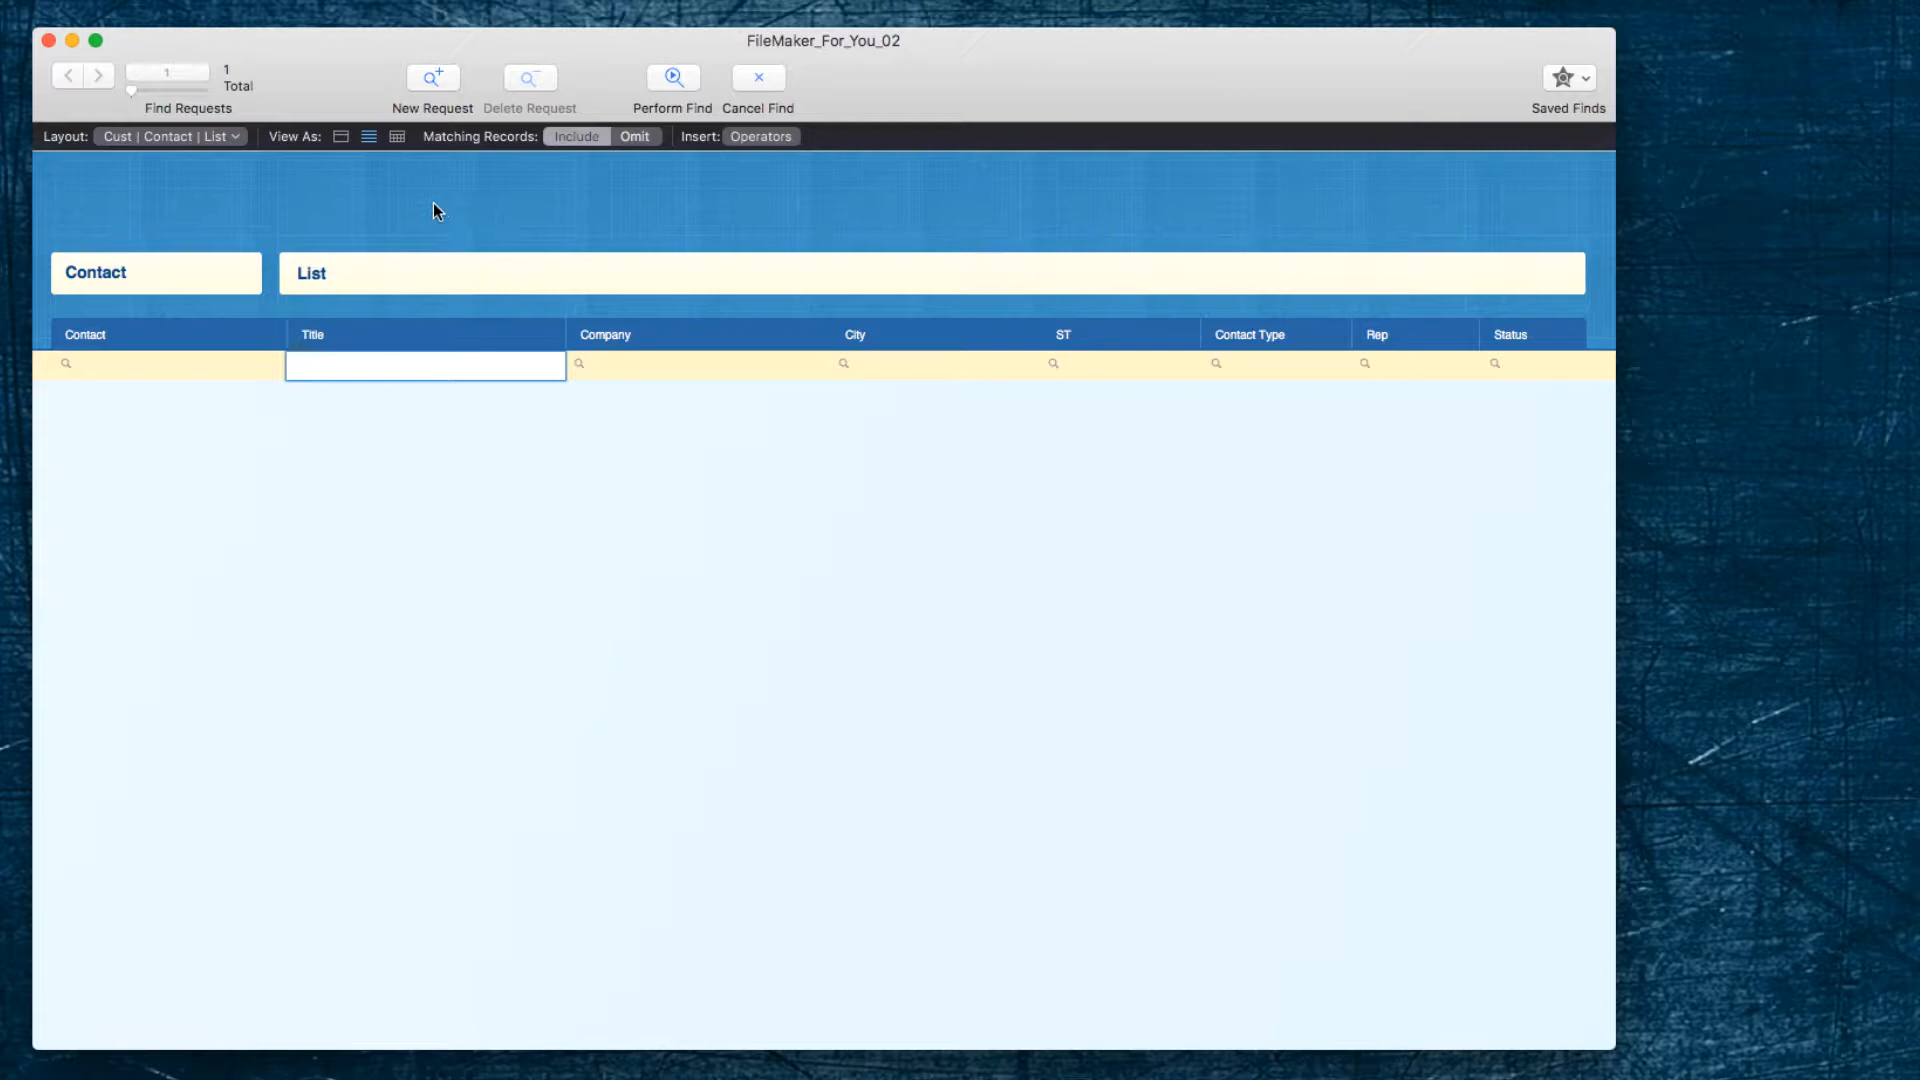 FileMaker_For_You_02
1
1
Total
Find Requests
New Request
Delete Request
Perform Find
Cancel Find
Saved Finds
Layout: Cust | Contact | List View As: Matching Records: Include Omit Insert: Operators
Contact
List
Contact Title Company City ST Contact Type Rep Status